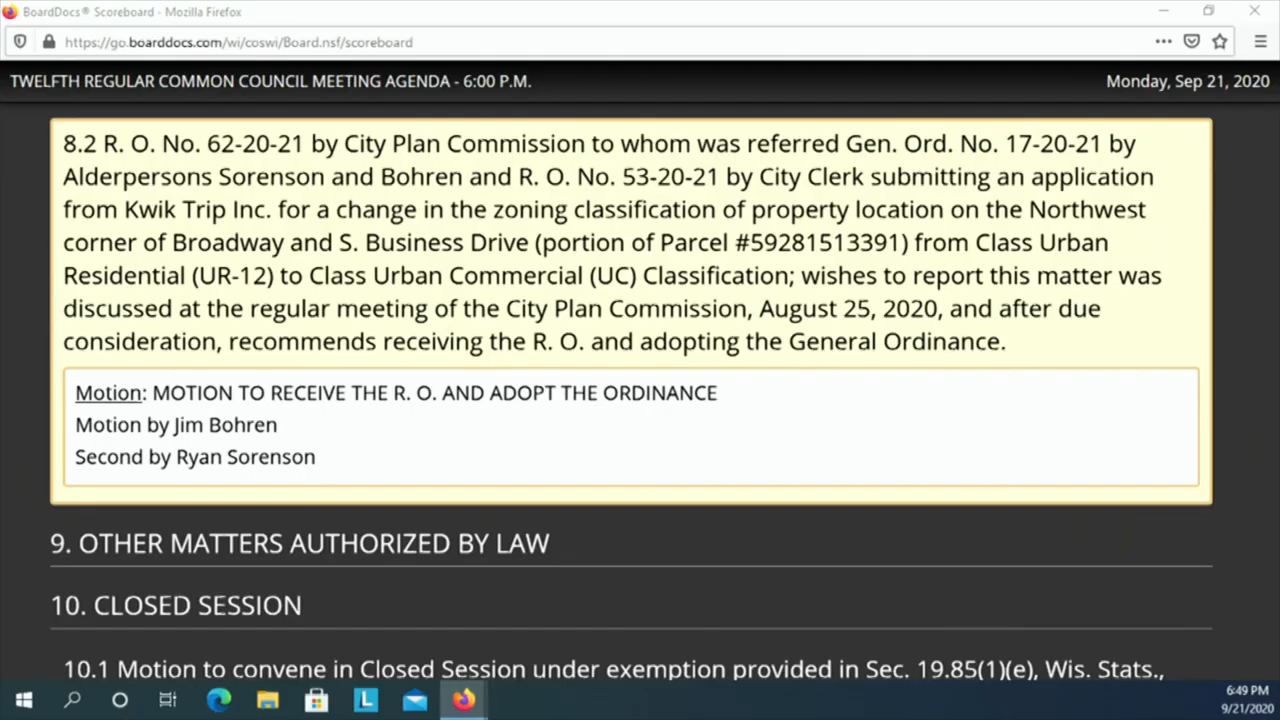 BoardDocs® Scoreboard - Mozilla Firefox
https://go.boarddocs.com/wi/coswi/Board.nsf/scoreboard
TWELFTH REGULAR COMMON COUNCIL MEETING AGENDA - 6:00 P.M. Monday, Sep 21, 2020
8.2 R. O. No. 62-20-21 by City Plan Commission to whom was referred Gen. Ord. No. 17-20-21 by
Alderpersons Sorenson and Bohren and R. O. No. 53-20-21 by City Clerk submitting an application
from Kwik Trip Inc. for a change in the zoning classification of property location on the Northwest
corner of Broadway and S. Business Drive (portion of Parcel #59281513391) from Class Urban
Residential (UR-12) to Class Urban Commercial (UC) Classification; wishes to report this matter was
discussed at the regular meeting of the City Plan Commission, August 25, 2020, and after due
consideration, recommends receiving the R. O. and adopting the General Ordinance.
Motion: MOTION TO RECEIVE THE R. O. AND ADOPT THE ORDINANCE
Motion by Jim Bohren
Second by Ryan Sorenson
9. OTHER MATTERS AUTHORIZED BY LAW
10. CLOSED SESSION
10.1 Motion to convene in Closed Session under exemption provided in Sec. 19.85(1)(e), Wis. Stats.,
L
6:49 PM
9/21/2020